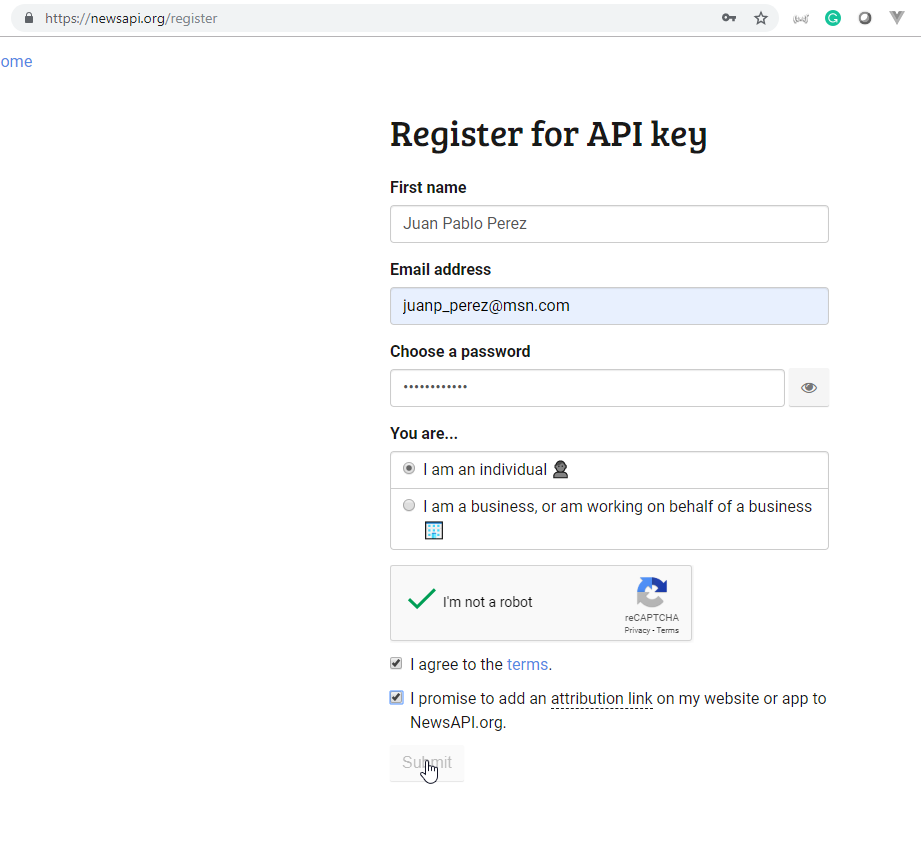 https://newsapi.org/register
ome
Register for API key
First name
Juan Pablo Perez
Email address
juanp_perez@msn.com
Choose a password
••••••••••••
You are...
I am an individual
I am a business, or am working on behalf of a business
I'm not a robot
reCAPTCHA
Privacy - Terms
I agree to the terms.
I promise to add an attribution link on my website or app to
NewsAPI.org.
Submit